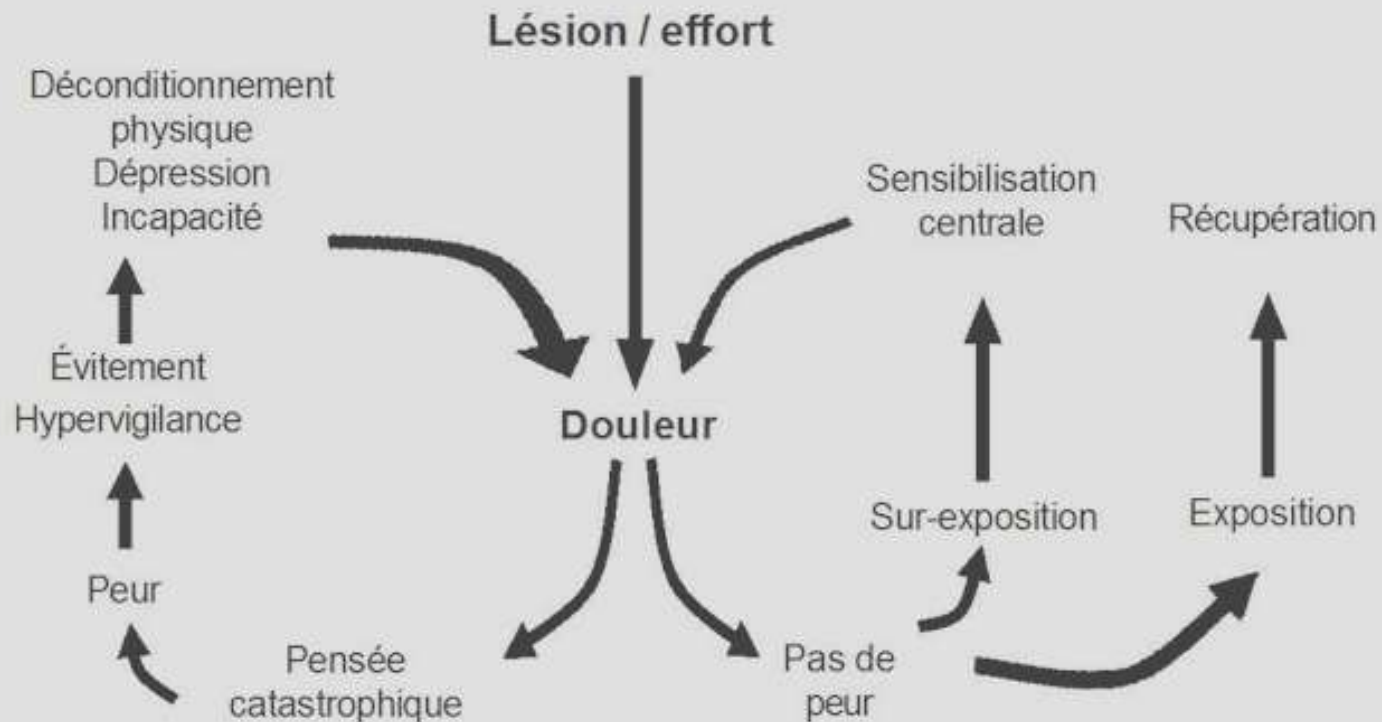 Lésion / effort
Déconditionnement
physique
Dépression
Incapacité
Sensibilisation
centrale
Récupération
Évitement
Hypervigilance
Douleur
Sur-exposition
Exposition
Peur
Pensée
catastrophique
Pas de
peur